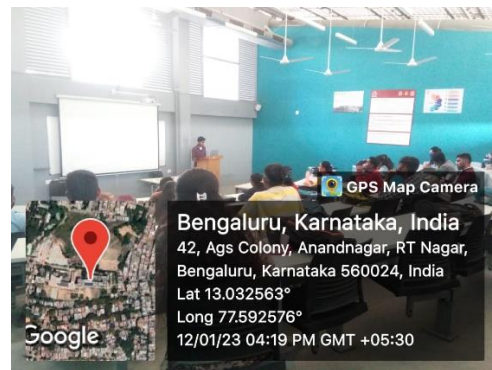 GPS Map Camera
Bengaluru, Karnataka, India
42, Ags Colony, Anandnagar, RT Nagar,
Bengaluru, Karnataka 560024, India
Lat 13.032563°
Long 77.592576°
12/01/23 04:19 PM GMT +05:30
Google